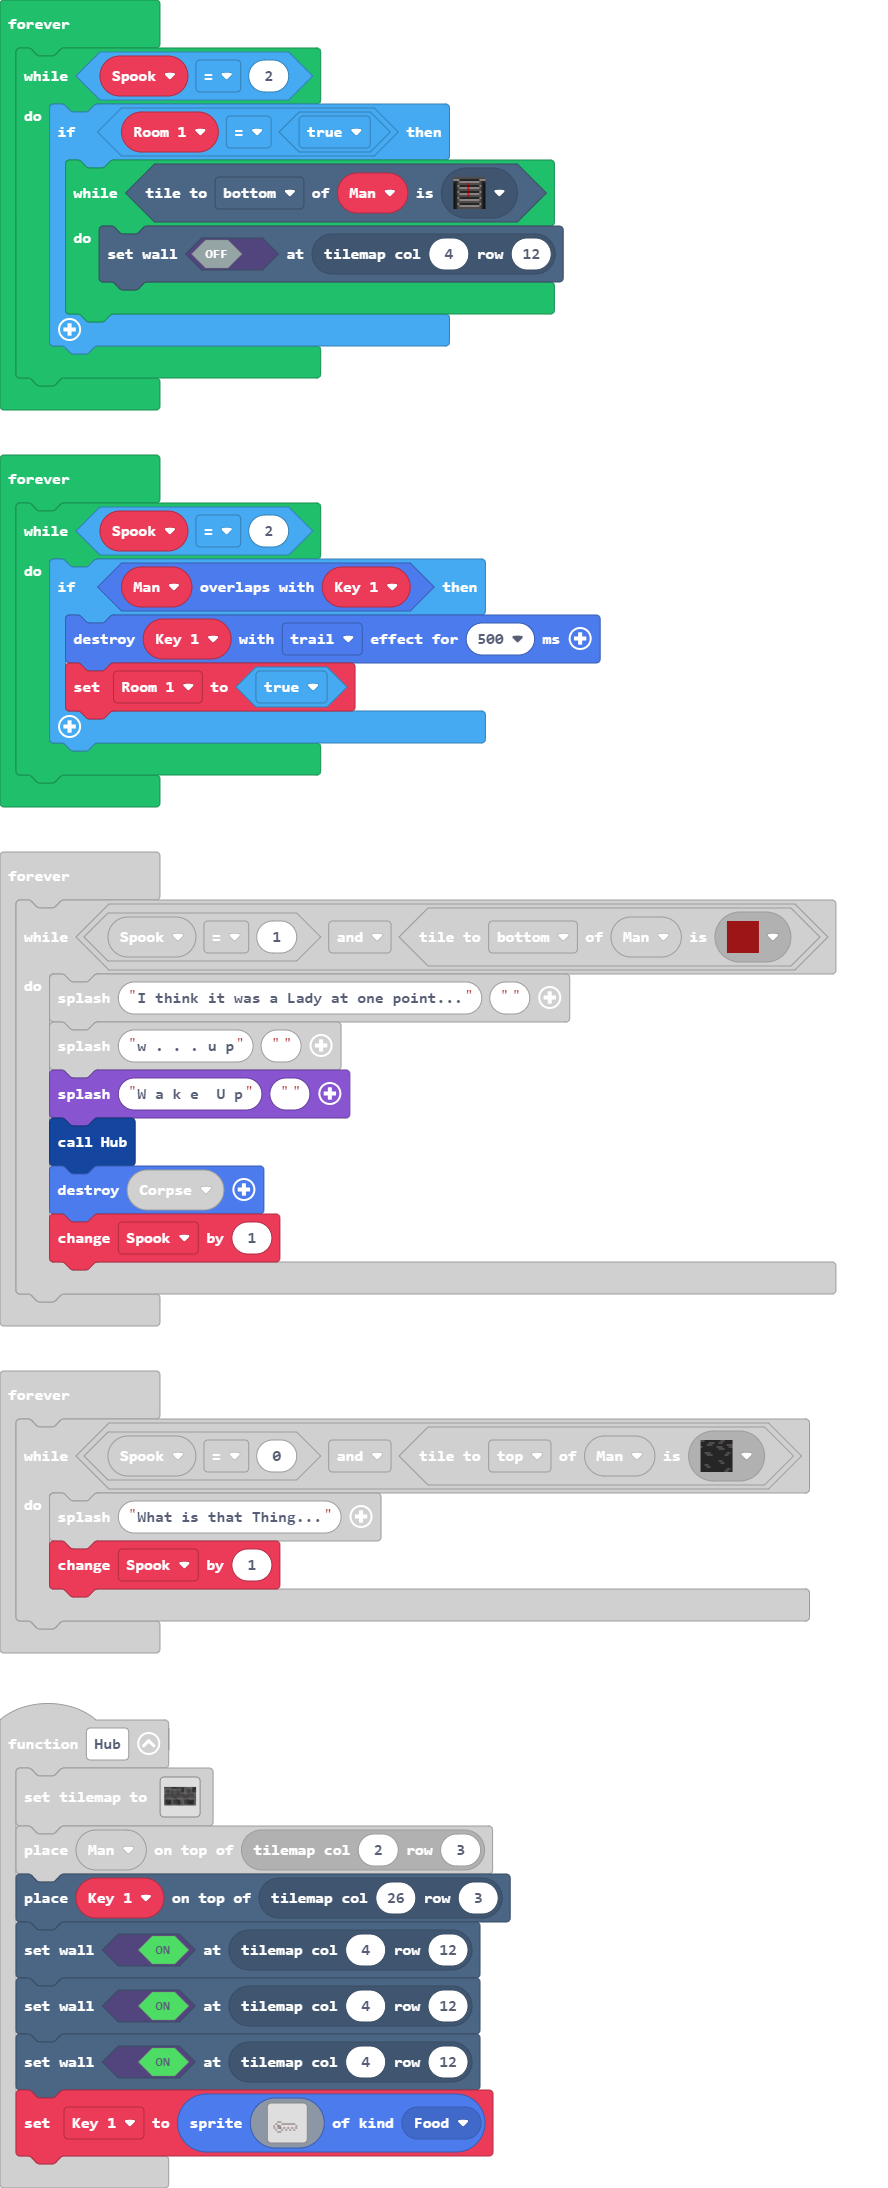 forever
while Spook = 2
do
if Room 1 = true then
while tile to bottom of Man is
do
set wall OFF at tilemap col 4 row 12
forever
while Spook = 2
do
if Man overlaps with Key 1 then
destroy Key 1 with trail effect for 500 ms
set Room 1 to true
forever
while Spook = 1 and tile to bottom of Man is
do
splash "I think it was a Lady at one point..." ""
splash "w . . . u p" ""
splash "W a k e  U p" ""
call Hub
destroy Corpse
change Spook by 1
forever
while Spook = 0 and tile to top of Man is
do
splash "What is that Thing..."
change Spook by 1
function Hub
set tilemap to
place Man on top of tilemap col 2 row 3
place Key 1 on top of tilemap col 26 row 3
set wall ON at tilemap col 4 row 12
set wall ON at tilemap col 4 row 12
set wall ON at tilemap col 4 row 12
set Key 1 to sprite of kind Food